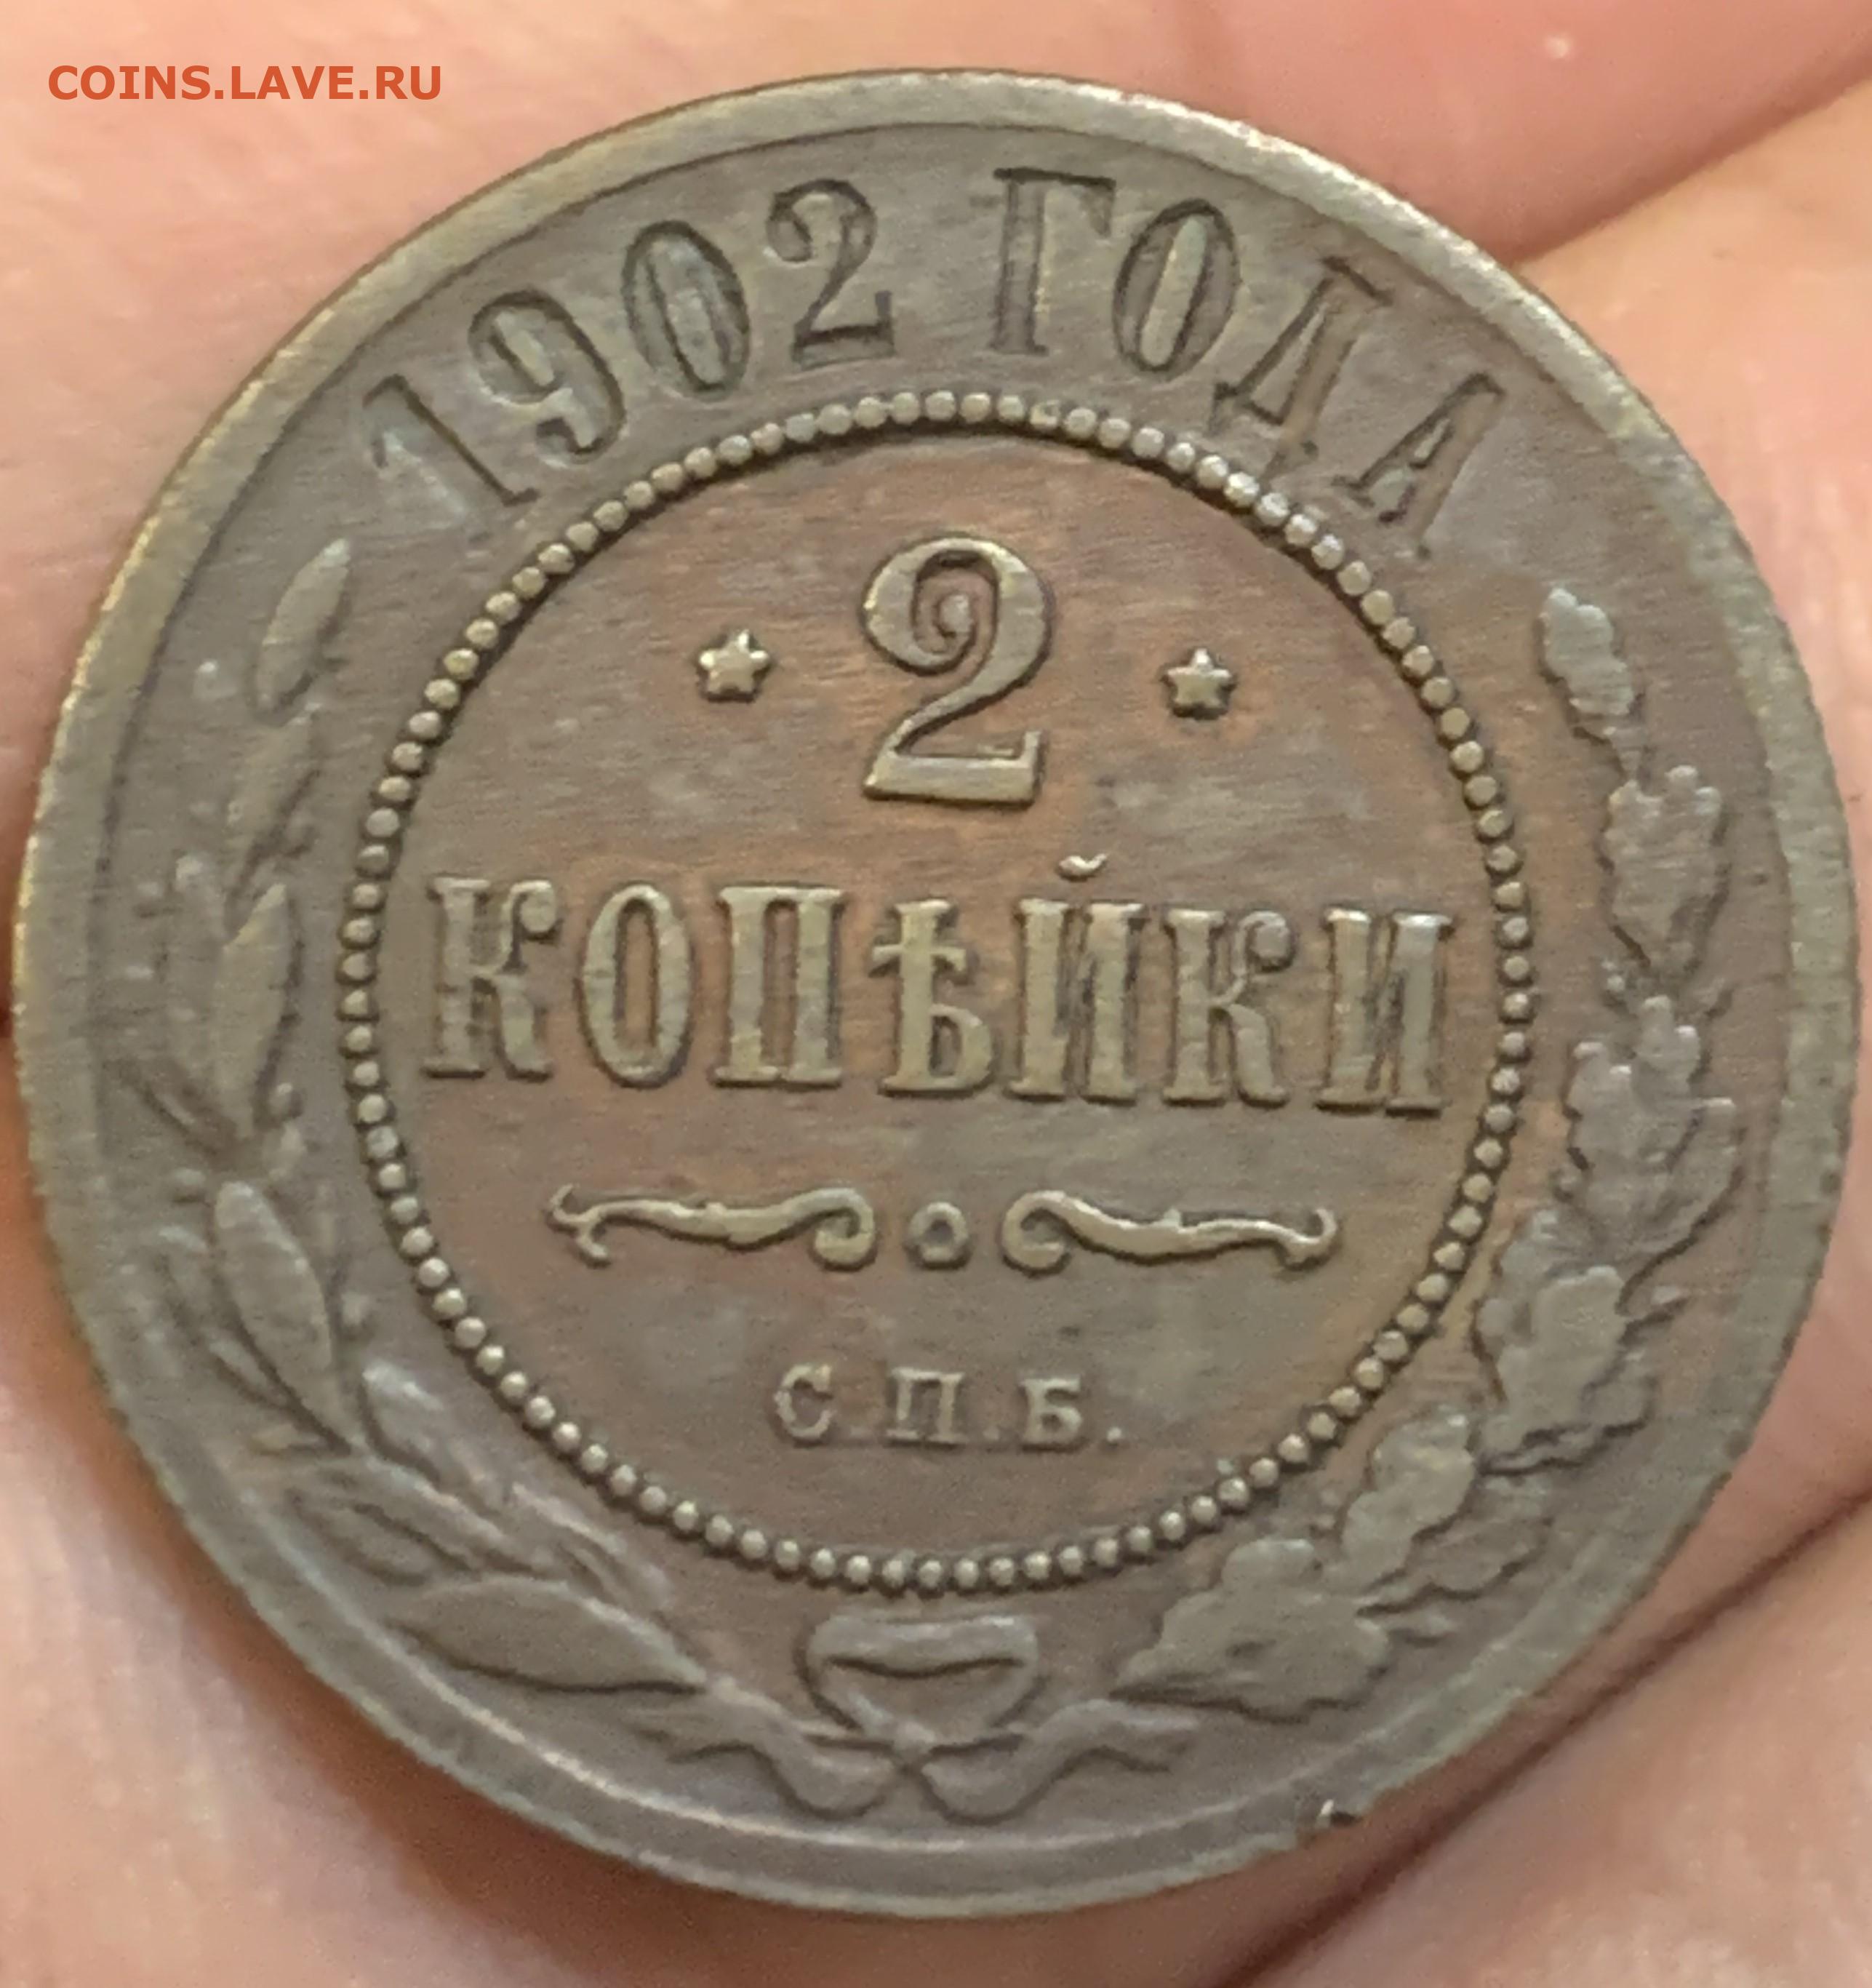 COINS.LAVE.RU
1902 ГОДА
2
КОПѢЙКИ
С.П.Б.